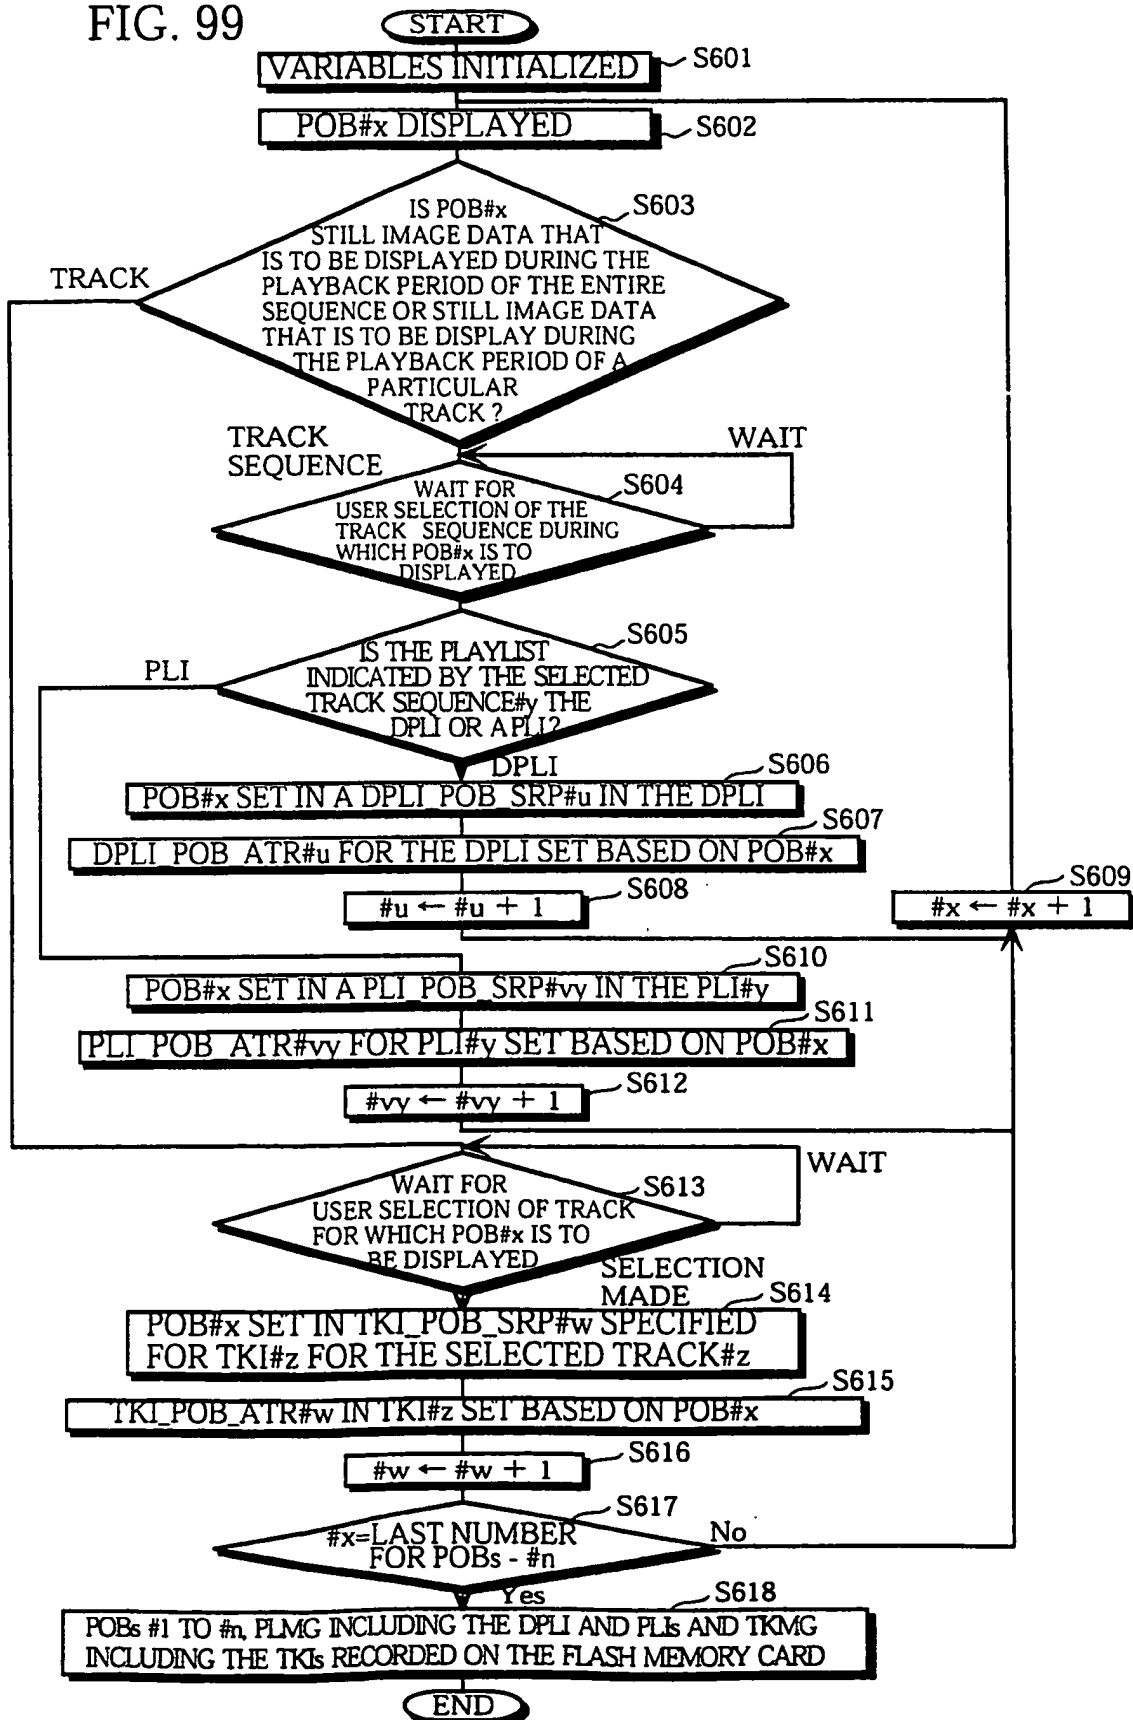 FIG. 99
START
VARIABLES INITIALIZED
S601
POB#x DISPLAYED
S602
IS POB#x
STILL IMAGE DATA THAT
IS TO BE DISPLAYED DURING THE
PLAYBACK PERIOD OF THE ENTIRE
SEQUENCE OR STILL IMAGE DATA
THAT IS TO BE DISPLAY DURING
THE PLAYBACK PERIOD OF A
PARTICULAR
TRACK ?
S603
TRACK
TRACK
SEQUENCE
WAIT
WAIT FOR
USER SELECTION OF THE
TRACK SEQUENCE DURING
WHICH POB#x IS TO
DISPLAYED
S604
IS THE PLAYLIST
INDICATED BY THE SELECTED
TRACK SEQUENCE#y THE
DPLI OR A PLI?
S605
PLI
DPLI
S606
POB#x SET IN A DPLI_POB_SRP#u IN THE DPLI
S607
DPLI_POB_ATR#u FOR THE DPLI SET BASED ON POB#x
S608
#u ← #u + 1
S609
#x ← #x + 1
S610
POB#x SET IN A PLI_POB_SRP#vy IN THE PLI#y
S611
PLI_POB_ATR#vy FOR PLI#y SET BASED ON POB#x
S612
#vy ← #vy + 1
WAIT
WAIT FOR
USER SELECTION OF TRACK
FOR WHICH POB#x IS TO
BE DISPLAYED
S613
SELECTION
MADE
S614
POB#x SET IN TKI_POB_SRP#w SPECIFIED
FOR TKI#z FOR THE SELECTED TRACK#z
S615
TKI_POB_ATR#w IN TKI#z SET BASED ON POB#x
S616
#w ← #w + 1
S617
#x=LAST NUMBER
FOR POBs - #n
No
Yes
S618
POBs #1 TO #n, PLMG INCLUDING THE DPLI AND PLIs AND TKMG
INCLUDING THE TKIs RECORDED ON THE FLASH MEMORY CARD
END